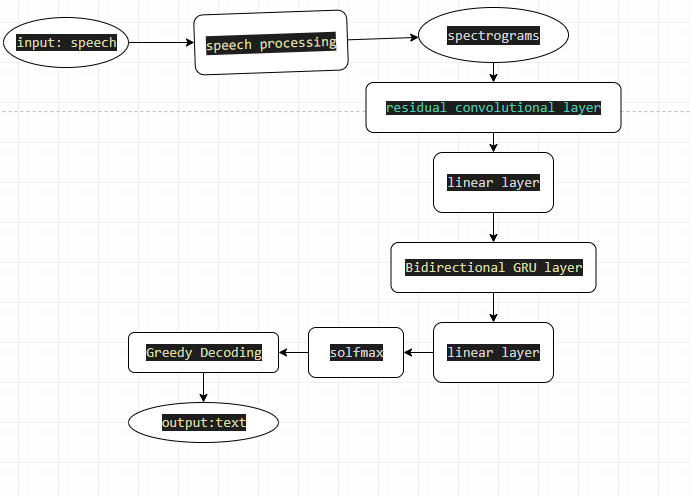 input: speech
speech processing
spectrograms
residual convolutional layer
linear layer
Bidirectional GRU layer
linear layer
solfmax
Greedy Decoding
output:text